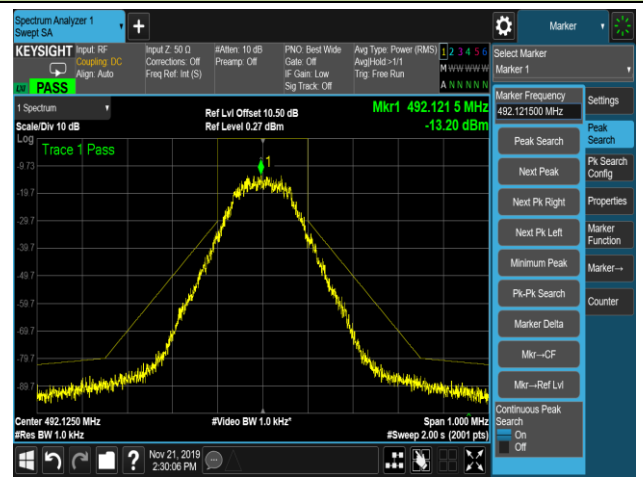 Spectrum Analyzer 1
Swept SA
Marker
KEYSIGHT
Input: RF
Coupling: DC
Align: Auto
Input Z: 50 Ω
Corrections: Off
Freq Ref: Int (S)
#Atten: 10 dB
Preamp: Off
PNO: Best Wide
Gate: Off
IF Gain: Low
Sig Track: Off
Avg Type: Power (RMS)
Avg|Hold:>1/1
Trig: Free Run
1 2 3 4 5 6
M W W W W W
A N N N N N
LXI
PASS
Select Marker
Marker 1
1 Spectrum
Scale/Div 10 dB
Log
Ref Lvl Offset 10.50 dB
Ref Level 0.27 dBm
Mkr1 492.121 5 MHz
-13.20 dBm
Trace 1 Pass
1
-9.73
-19.7
-29.7
-39.7
-49.7
-59.7
-69.7
-79.7
-89.7
Center 492.1250 MHz
#Res BW 1.0 kHz
#Video BW 1.0 kHz*
Span 1.000 MHz
#Sweep 2.00 s (2001 pts)
Marker Frequency
492.121500 MHz
Peak Search
Next Peak
Next Pk Right
Next Pk Left
Minimum Peak
Pk-Pk Search
Marker Delta
Mkr→CF
Mkr→Ref Lvl
Continuous Peak
Search
On
Off
Settings
Peak
Search
Pk Search
Config
Properties
Marker
Function
Marker→
Counter
?
Nov 21, 2019
2:30:06 PM